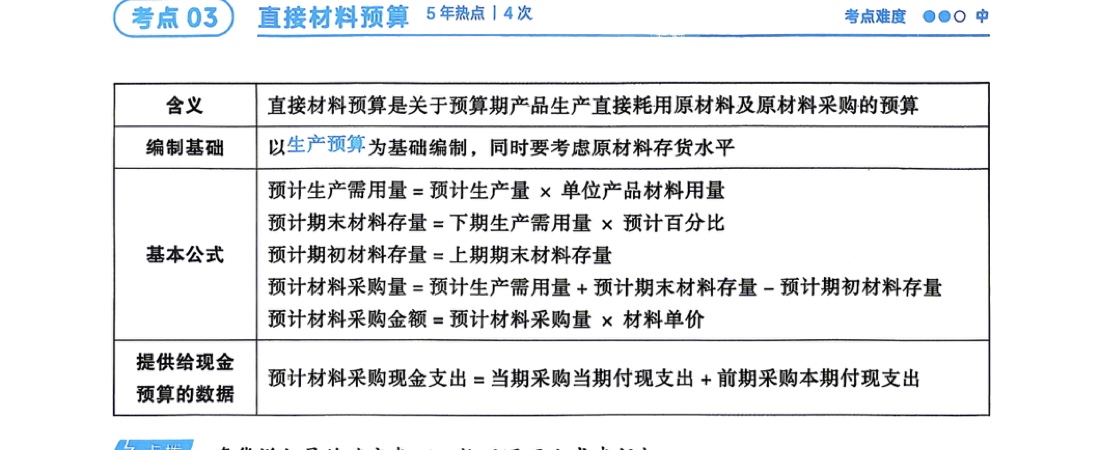 考点 03 直接材料预算 5年热点 | 4次 考点难度 中
含义 直接材料预算是关于预算期产品生产直接耗用原材料及原材料采购的预算
编制基础 以生产预算为基础编制，同时要考虑原材料存货水平
基本公式
预计生产需用量 = 预计生产量 × 单位产品材料用量
预计期末材料存量 = 下期生产需用量 × 预计百分比
预计期初材料存量 = 上期期末材料存量
预计材料采购量 = 预计生产需用量 + 预计期末材料存量 − 预计期初材料存量
预计材料采购金额 = 预计材料采购量 × 材料单价
提供给现金
预算的数据
预计材料采购现金支出 = 当期采购当期付现支出 + 前期采购本期付现支出